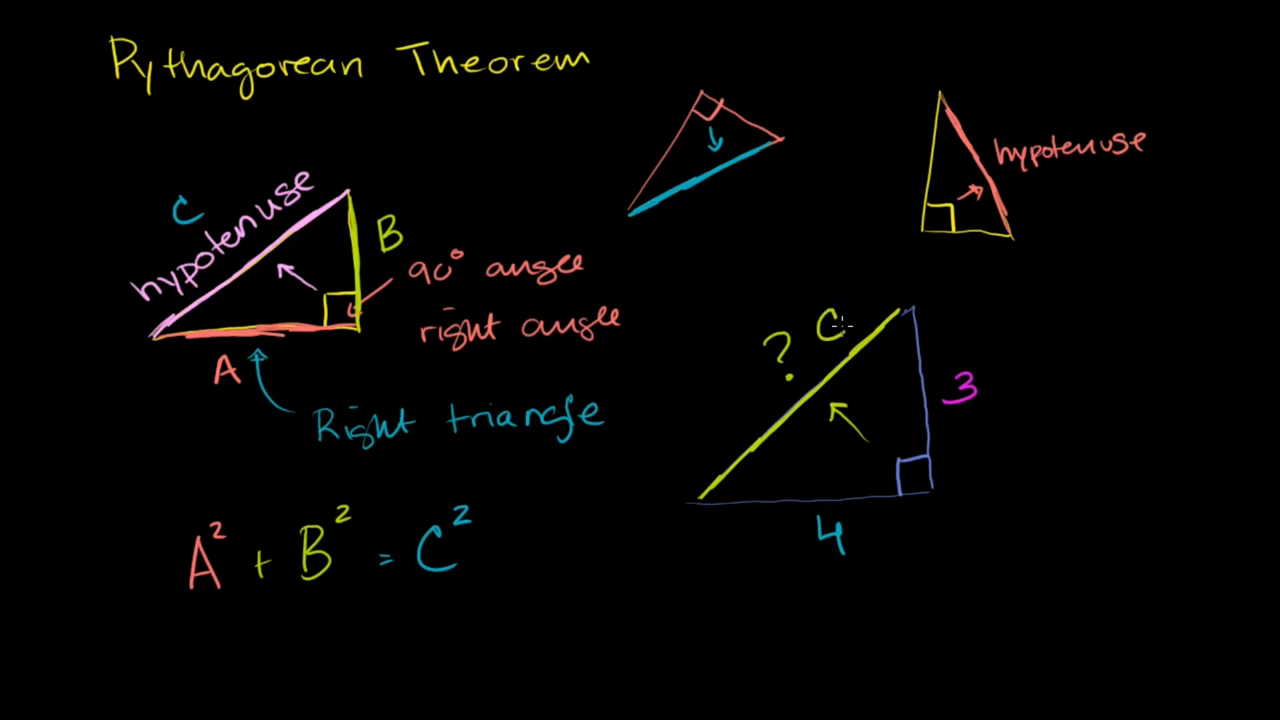 Pythagorean Theorem
hypotenuse
C
hypotenuse
B
90° angle
right angle
A
Right triangle
? C
3
4
A² + B² = C²